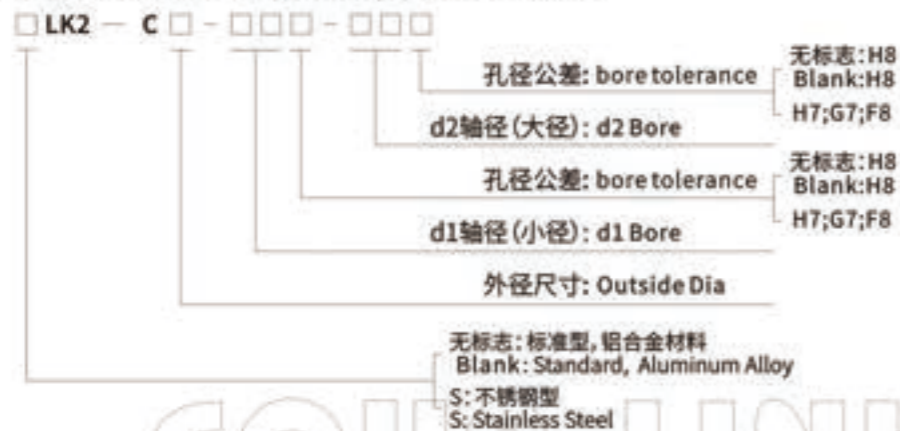 □LK2 — C□ - □□□ - □□□
孔径公差: bore tolerance
无标志:H8
Blank:H8
H7;G7;F8
d2轴径(大径): d2 Bore
孔径公差: bore tolerance
无标志:H8
Blank:H8
H7;G7;F8
d1轴径(小径): d1 Bore
外径尺寸: Outside Dia
无标志: 标准型, 铝合金材料
Blank: Standard, Aluminum Alloy
S: 不锈钢型
S: Stainless Steel